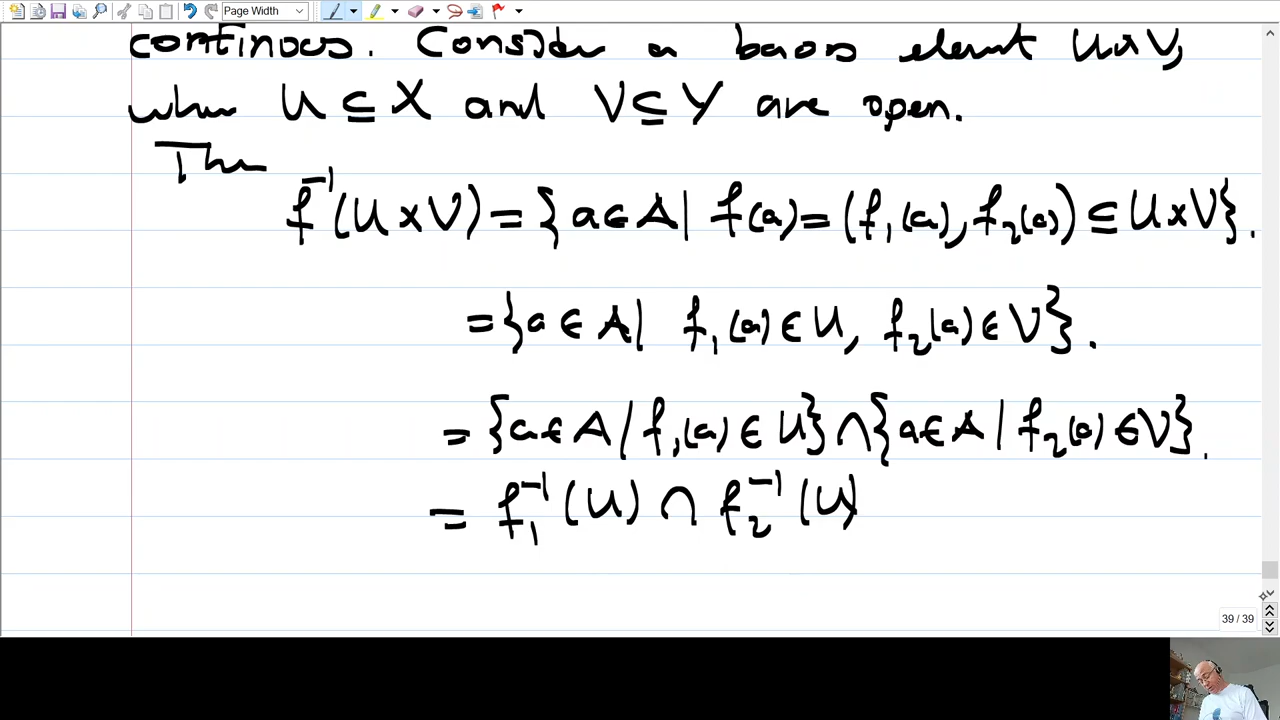 Page Width
continous. Consider a basis element U×V,
where U ⊆ X and V ⊆ Y are open.
Then
f⁻¹(U×V) = {a∈A | f(a)=(f₁(a), f₂(a)) ⊆ U×V}.
= {a ∈ A | f₁(a) ∈ U, f₂(a) ∈ V}.
= {a∈A | f₁(a) ∈ U} ∩ {a∈A | f₂(a) ∈ V}.
= f₁⁻¹(U) ∩ f₂⁻¹(U)
39 / 39